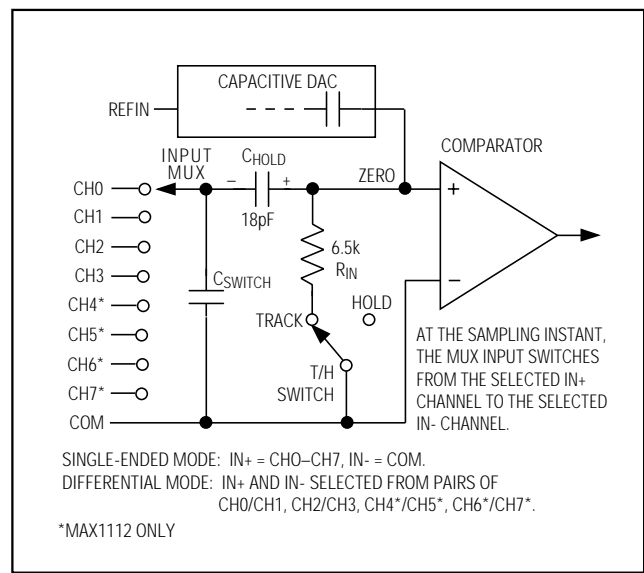 CAPACITIVE DAC
REFIN
COMPARATOR
INPUT
MUX
CHOLD
ZERO
− +
+
18pF
CH0
CH1
CH2
CH3
CH4*
CH5*
CH6*
CH7*
COM
CSWITCH
6.5k
RIN
−
TRACK
HOLD
T/H
SWITCH
AT THE SAMPLING INSTANT,
THE MUX INPUT SWITCHES
FROM THE SELECTED IN+
CHANNEL TO THE SELECTED
IN- CHANNEL.
SINGLE-ENDED MODE: IN+ = CHO–CH7, IN- = COM.
DIFFERENTIAL MODE: IN+ AND IN- SELECTED FROM PAIRS OF
CH0/CH1, CH2/CH3, CH4*/CH5*, CH6*/CH7*.
*MAX1112 ONLY